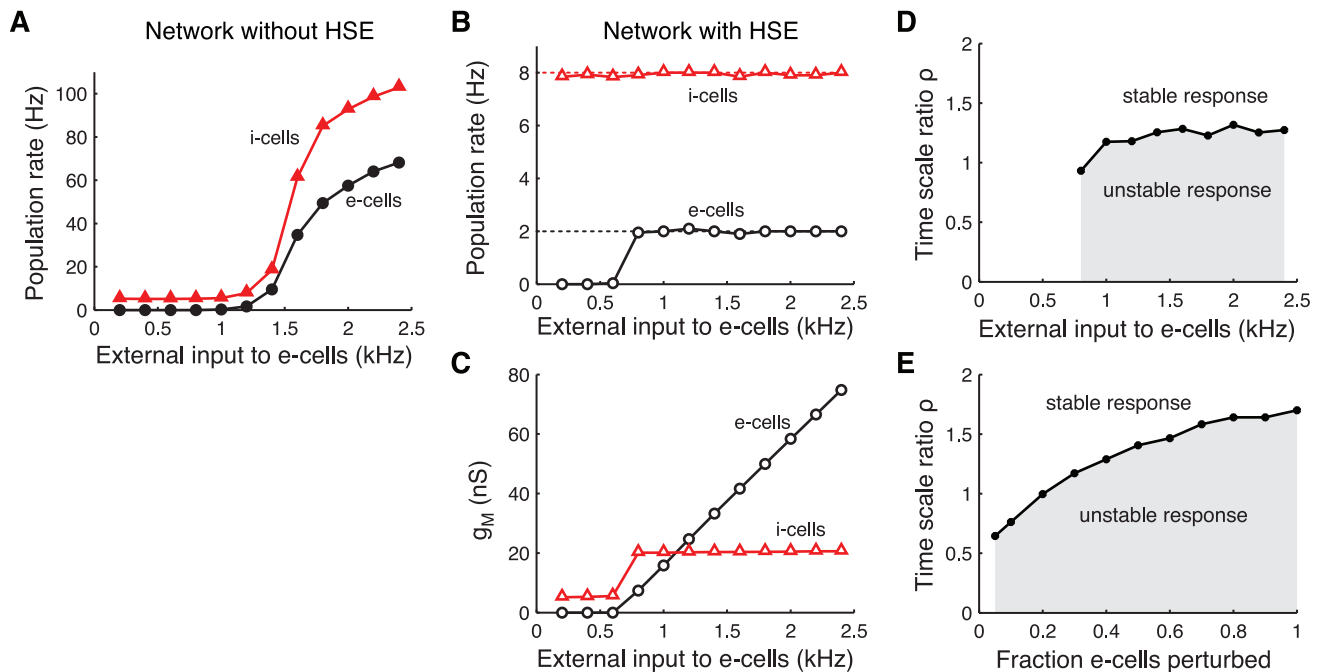 A
Network without HSE
Population rate (Hz)
100
80
60
40
20
0
i-cells
e-cells
0 0.5 1 1.5 2 2.5
External input to e-cells (kHz)
B
Network with HSE
Population rate (Hz)
8
6
4
2
0
i-cells
e-cells
0 0.5 1 1.5 2 2.5
External input to e-cells (kHz)
C
g_M (nS)
80
60
40
20
0
e-cells
i-cells
0 0.5 1 1.5 2 2.5
External input to e-cells (kHz)
D
Time scale ratio ρ
2
1.5
1
0.5
0
stable response
unstable response
0 0.5 1 1.5 2 2.5
External input to e-cells (kHz)
E
Time scale ratio ρ
2
1.5
1
0.5
0
stable response
unstable response
0 0.2 0.4 0.6 0.8 1
Fraction e-cells perturbed